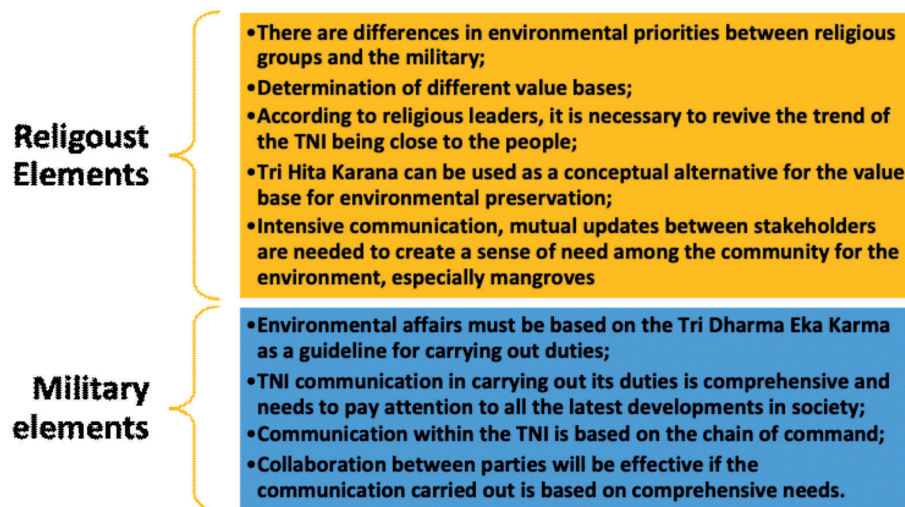 Religoust
Elements
•There are differences in environmental priorities between religious
groups and the military;
•Determination of different value bases;
•According to religious leaders, it is necessary to revive the trend of
the TNI being close to the people;
•Tri Hita Karana can be used as a conceptual alternative for the value
base for environmental preservation;
•Intensive communication, mutual updates between stakeholders
are needed to create a sense of need among the community for the
environment, especially mangroves
Military
elements
•Environmental affairs must be based on the Tri Dharma Eka Karma
as a guideline for carrying out duties;
•TNI communication in carrying out its duties is comprehensive and
needs to pay attention to all the latest developments in society;
•Communication within the TNI is based on the chain of command;
•Collaboration between parties will be effective if the
communication carried out is based on comprehensive needs.